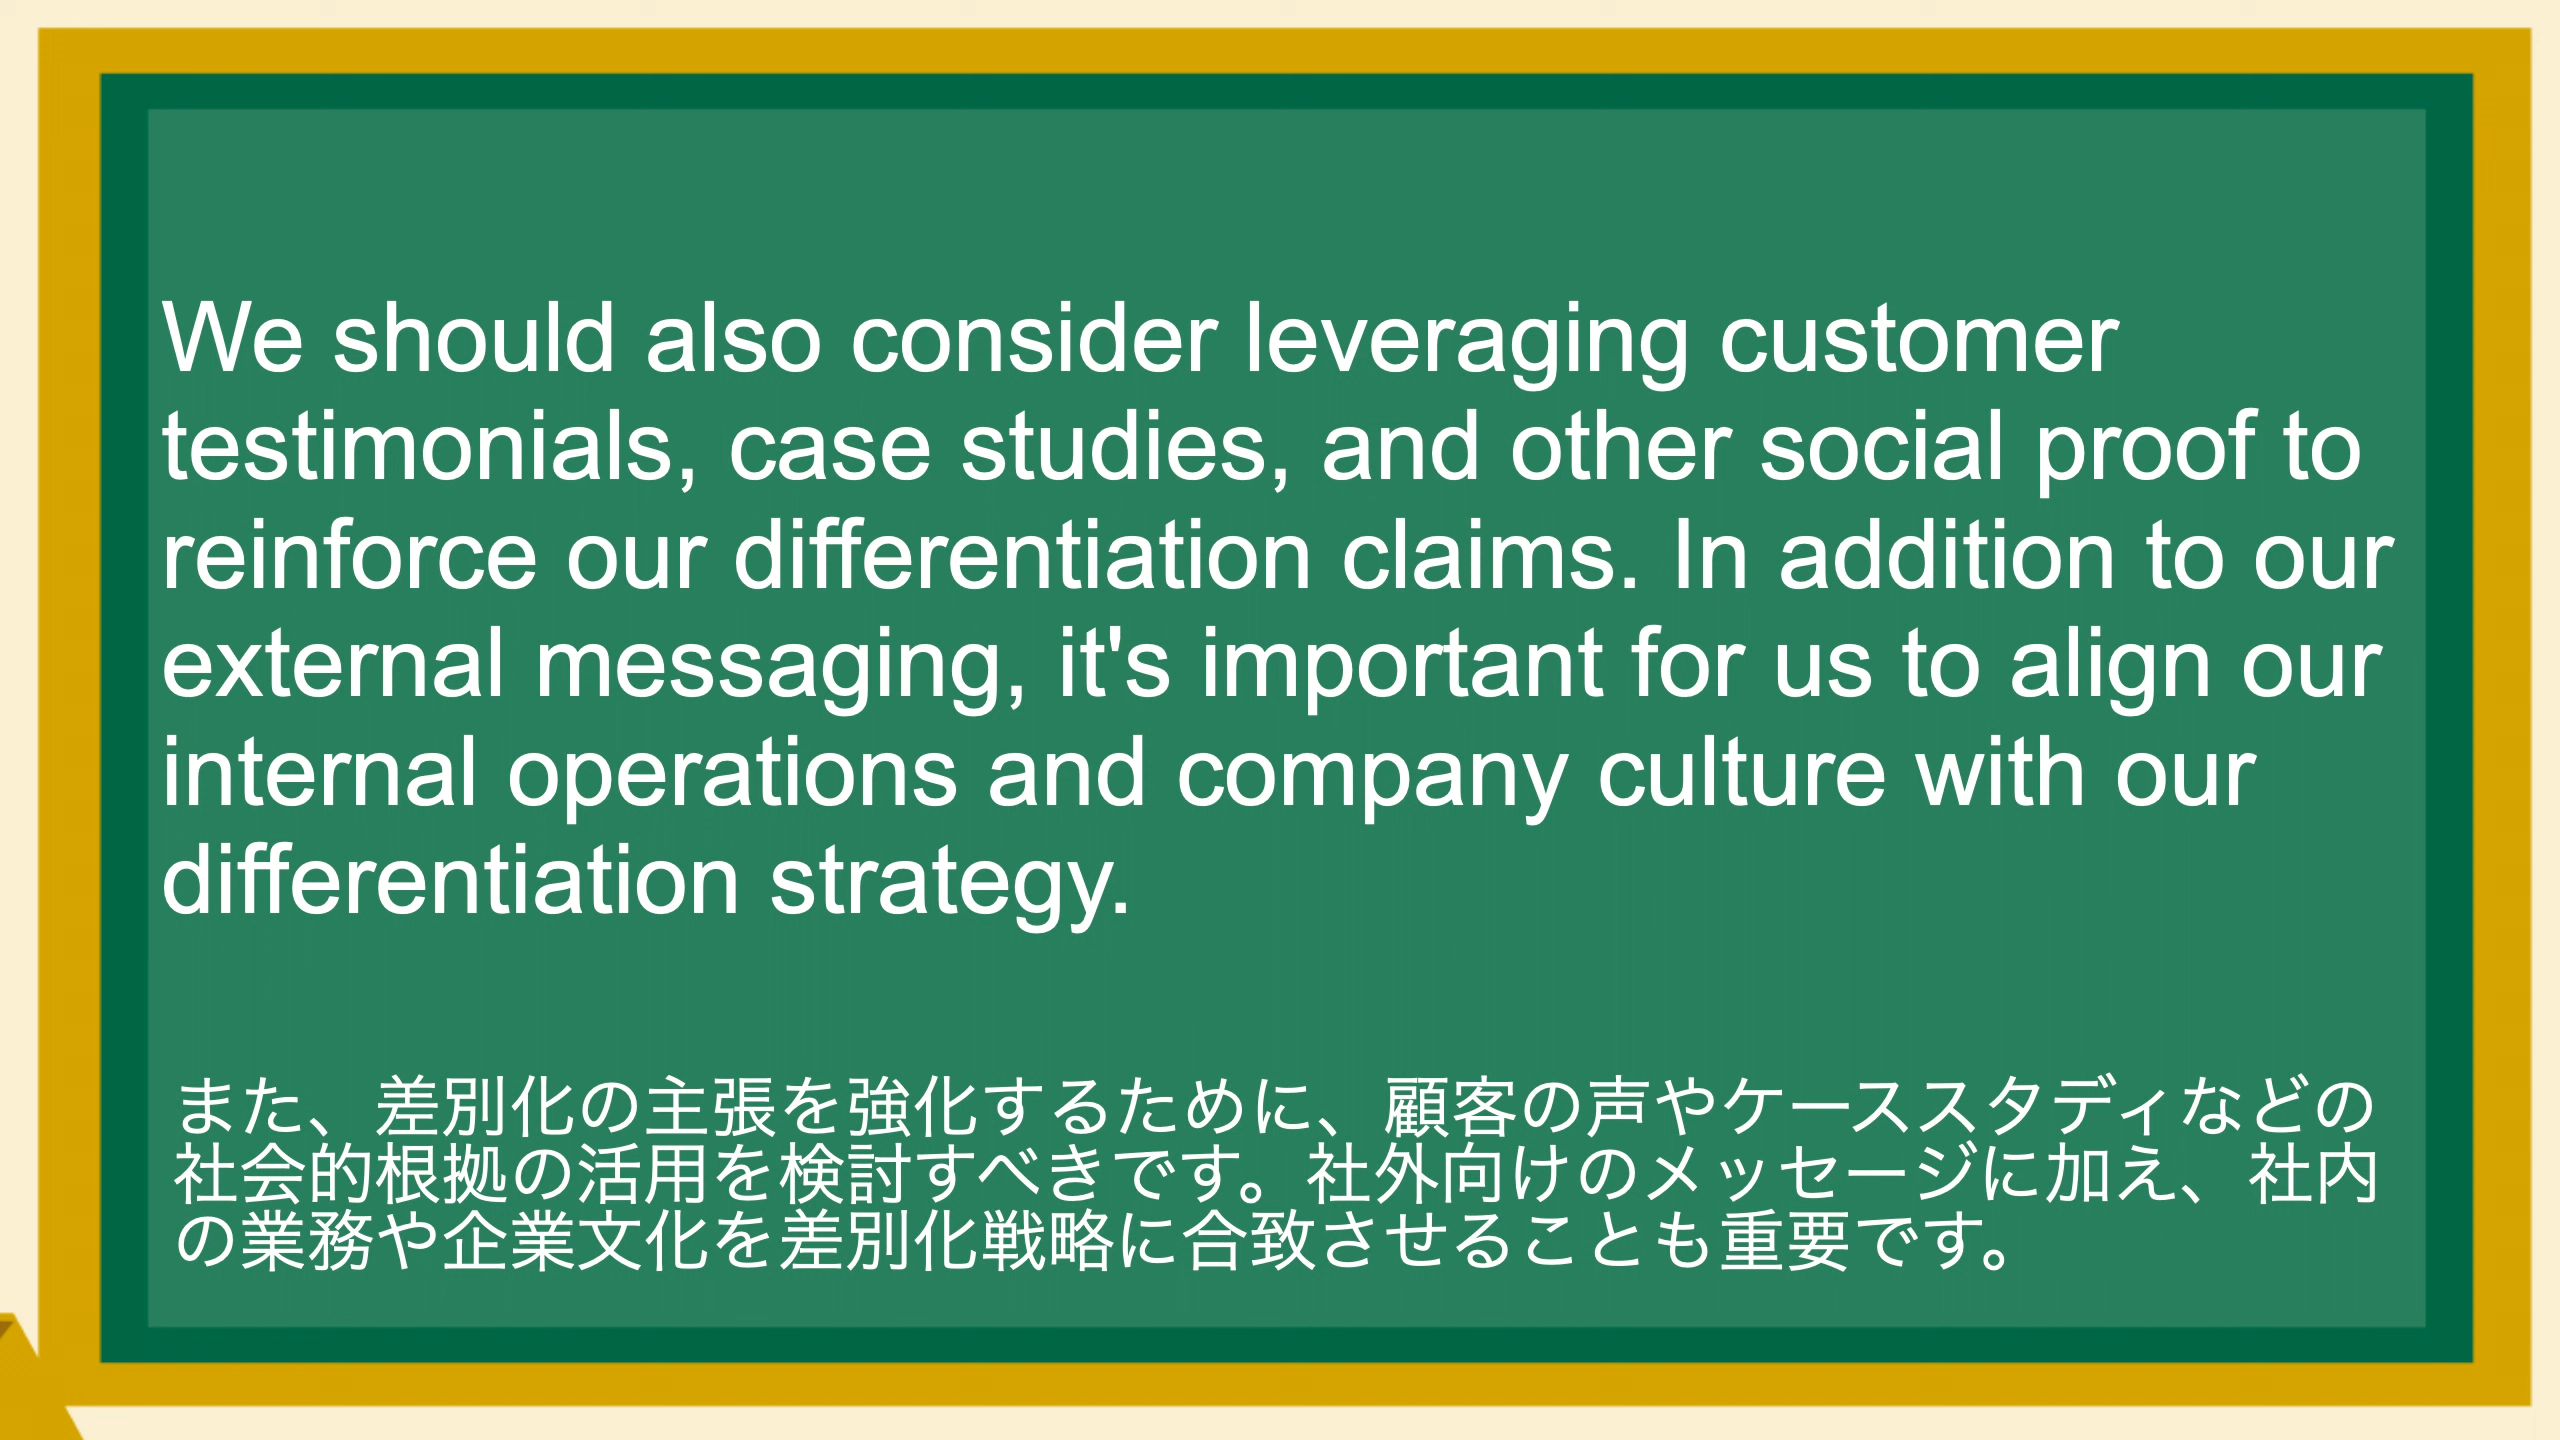 We should also consider leveraging customer
testimonials, case studies, and other social proof to
reinforce our differentiation claims. In addition to our
external messaging, it's important for us to align our
internal operations and company culture with our
differentiation strategy.
また、差別化の主張を強化するために、顧客の声やケーススタディなどの
社会的根拠の活用を検討すべきです。社外向けのメッセージに加え、社内
の業務や企業文化を差別化戦略に合致させることも重要です。